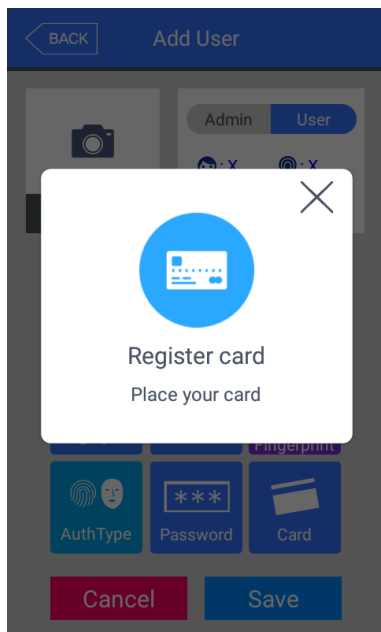 BACK
Add User
Admin
User
: X
: X
Register card
Place your card
Fingerprint
AuthType
***
Password
Card
Cancel
Save